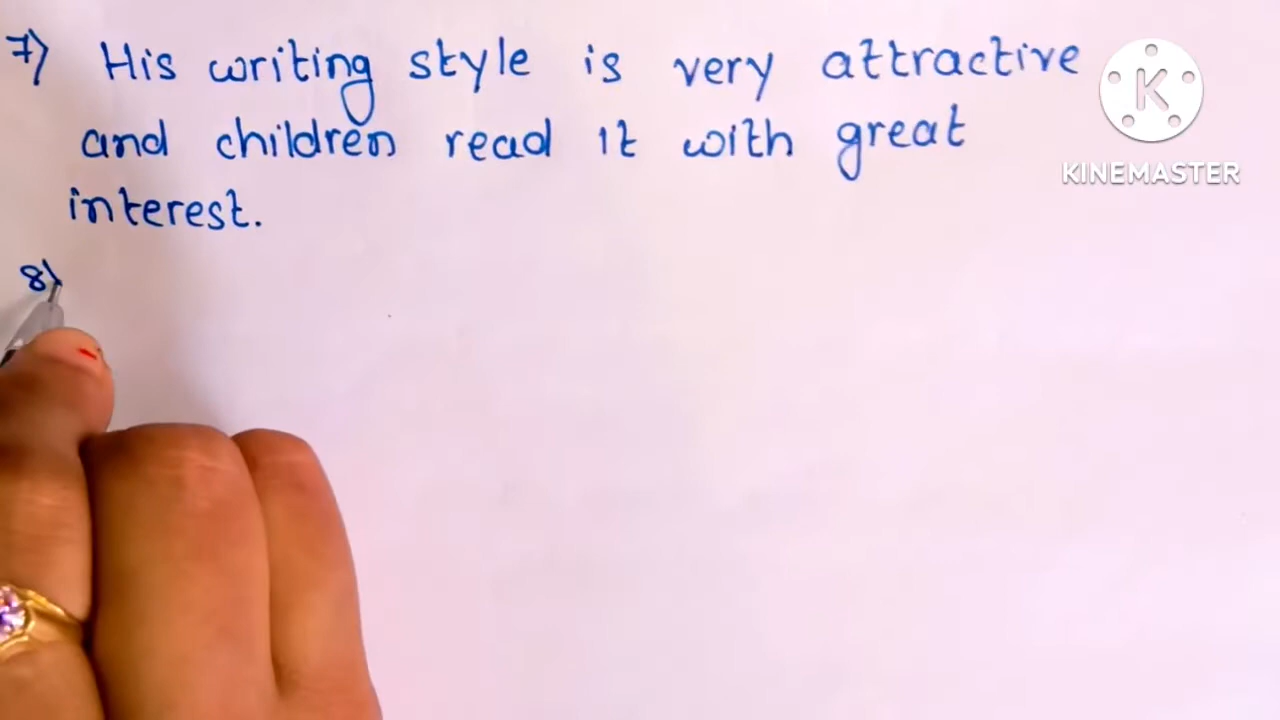 7) His writing style is very attractive
and children read it with great
interest.
8)
K
KINEMASTER